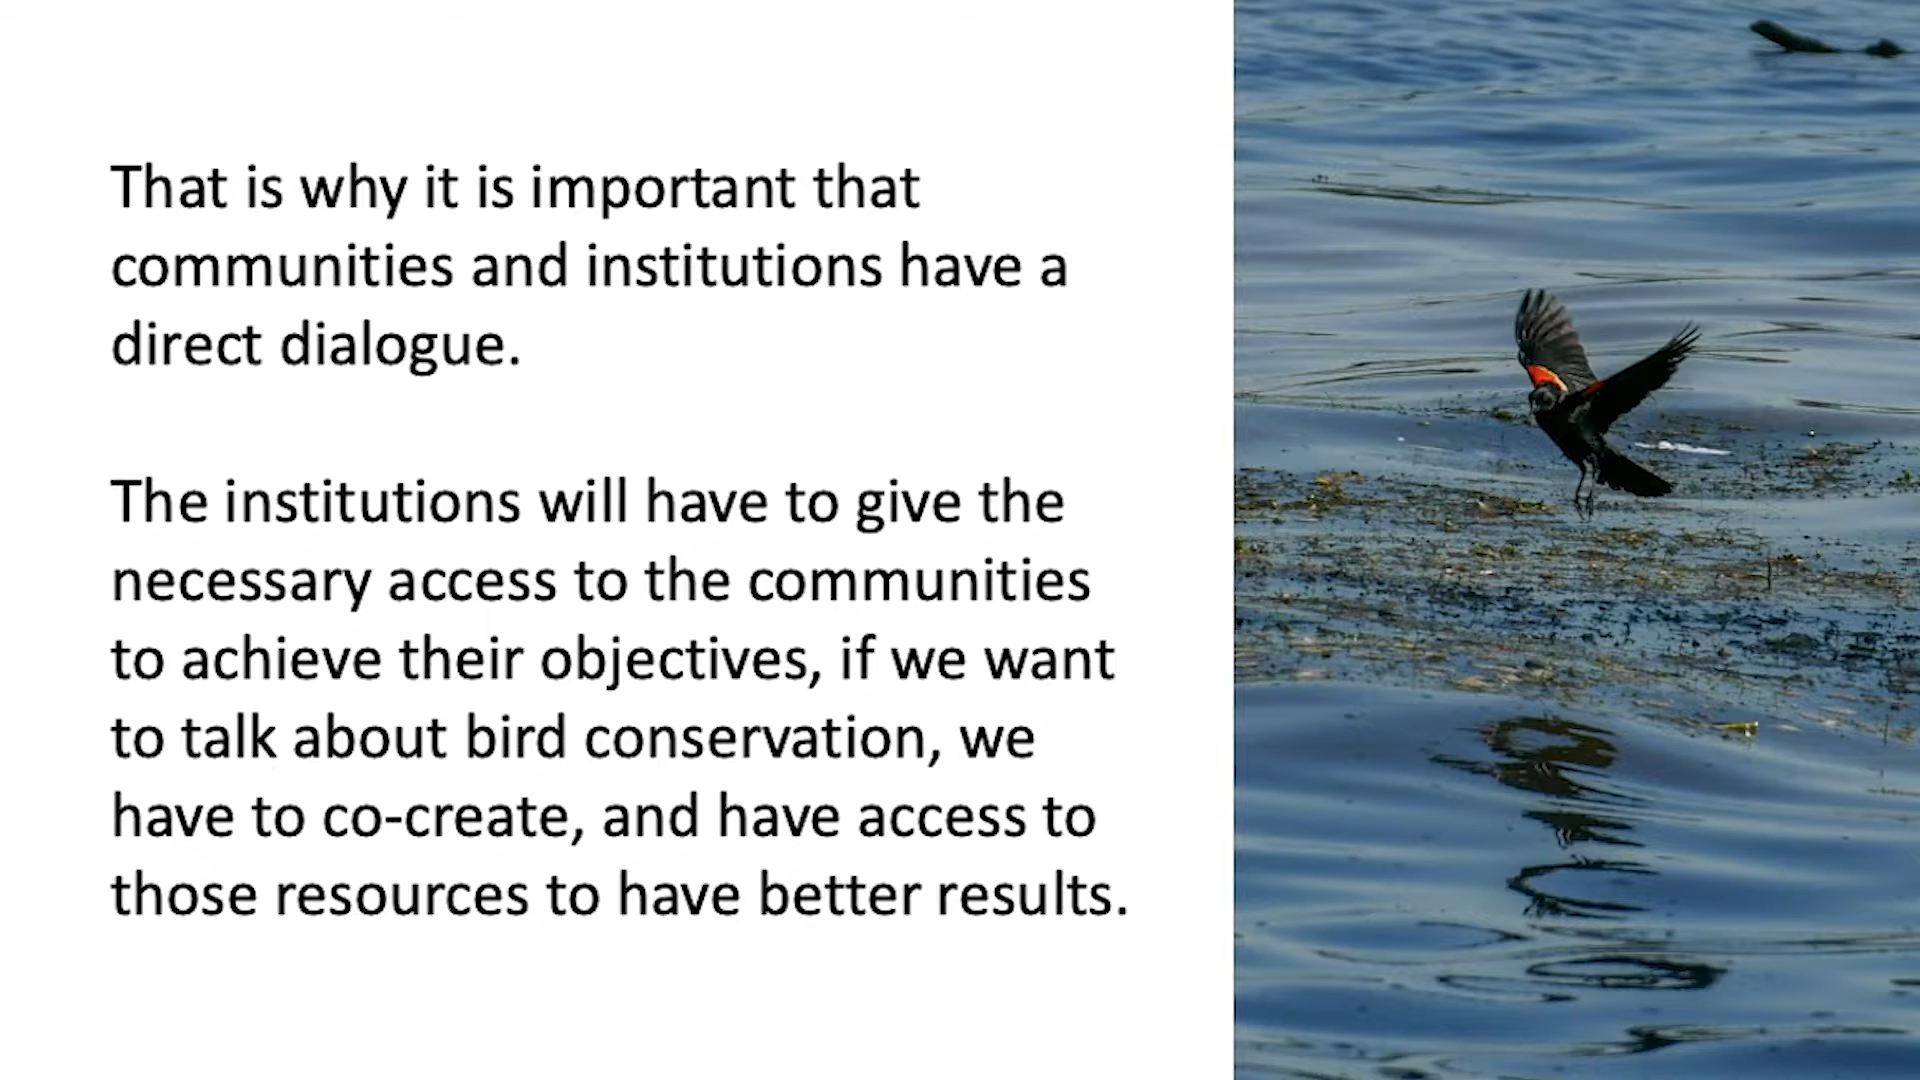 That is why it is important that
communities and institutions have a
direct dialogue.
The institutions will have to give the
necessary access to the communities
to achieve their objectives, if we want
to talk about bird conservation, we
have to co-create, and have access to
those resources to have better results.